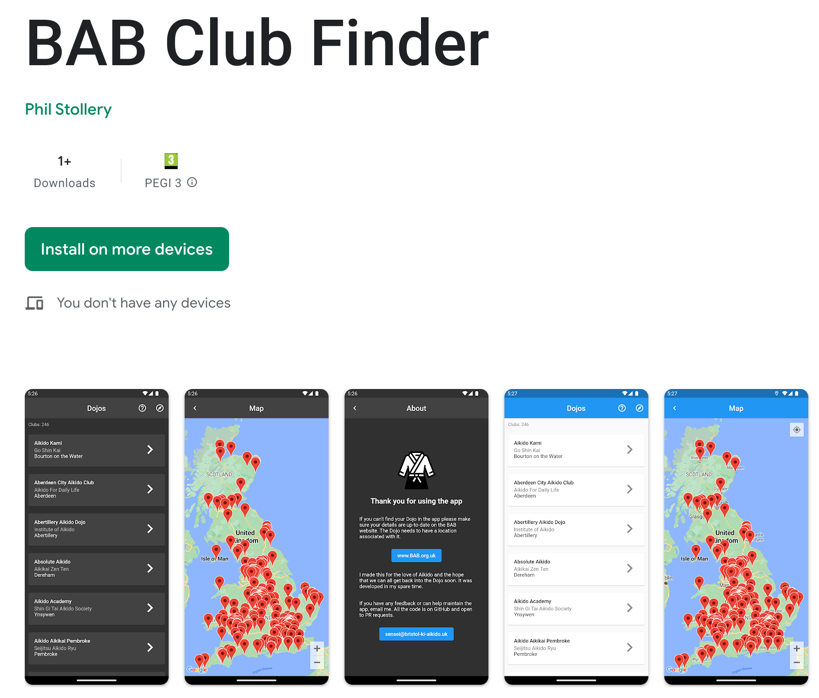 BAB Club Finder
Phil Stollery
1+
Downloads
3
PEGI 3
Install on more devices
You don't have any devices
5:26
Dojos
Clubs: 246
Aikido Kami
Go Shin Kai
Bourton on the Water
Aberdeen City Aikido Club
Aikido For Daily Life
Aberdeen
Abertillery Aikido Dojo
Institute of Aikido
Abertillery
Absolute Aikido
Aikikai Zen Ten
Dereham
Aikido Academy
Shin Gi Tai Aikido Society
Ynyswen
Aikido Aikikai Pembroke
Seijitsu Aikido Ryu
Pembroke
5:26
Map
SCOTLAND
United
Kingdom
Isle of Man
Google
+
−
5:26
About
Thank you for using the app
If you can't find your Dojo in the app please make
sure your details are up to date on the BAB
website. The Dojo needs to have a location
associated with it.
www.BAB.org.uk
I made this for the love of Aikido and the hope
that we can all get back into the Dojo soon. It was
developed in my spare time.
If you have any feedback or can help maintain the
app, email me. All the code is on GitHub and open
to PR requests.
sensei@bristol-ki-aikido.uk
5:27
Dojos
Clubs: 246
Aikido Kami
Go Shin Kai
Bourton on the Water
Aberdeen City Aikido Club
Aikido For Daily Life
Aberdeen
Abertillery Aikido Dojo
Institute of Aikido
Abertillery
Absolute Aikido
Aikikai Zen Ten
Dereham
Aikido Academy
Shin Gi Tai Aikido Society
Ynyswen
Aikido Aikikai Pembroke
Seijitsu Aikido Ryu
Pembroke
5:27
Map
SCOTLAND
United
Kingdom
Isle of Man
Google
+
−